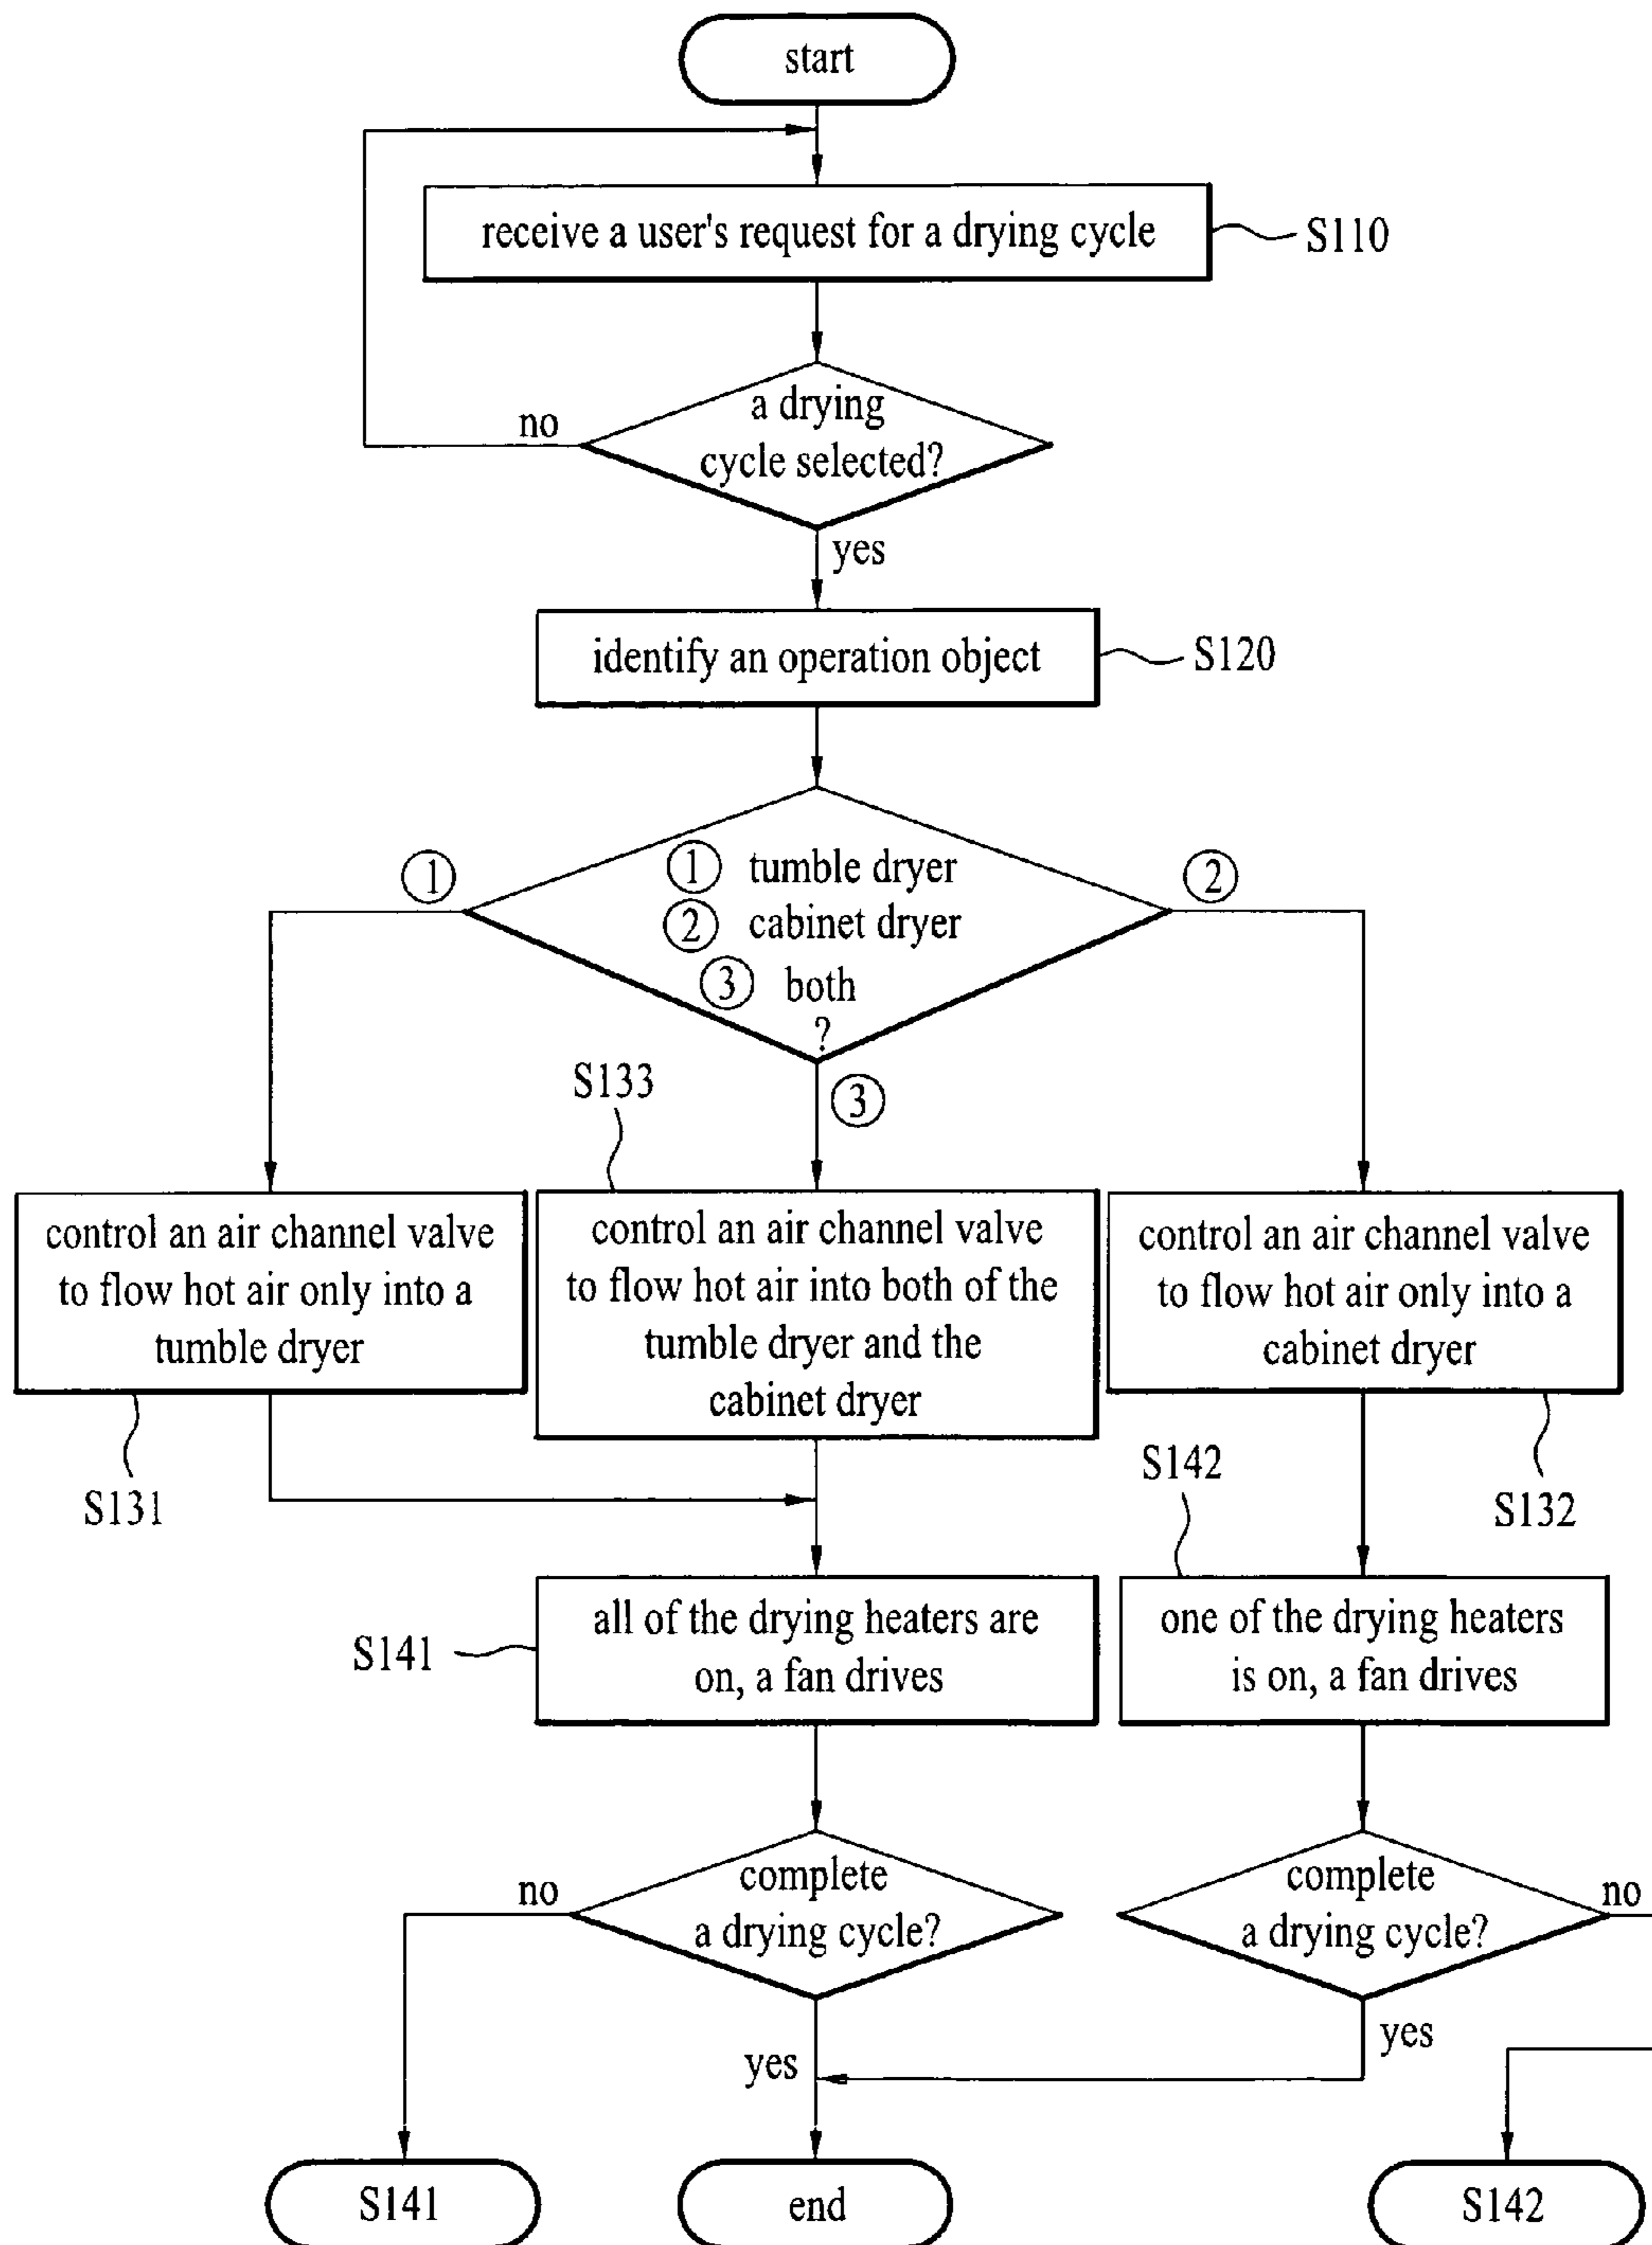 start
receive a user's request for a drying cycle
S110
a drying
cycle selected?
no
yes
identify an operation object
S120
① tumble dryer
② cabinet dryer
③ both
?
①
②
③
S133
control an air channel valve
to flow hot air only into a
tumble dryer
control an air channel valve
to flow hot air into both of the
tumble dryer and the
cabinet dryer
control an air channel valve
to flow hot air only into a
cabinet dryer
S131
S142
S132
S141
all of the drying heaters are
on, a fan drives
one of the drying heaters
is on, a fan drives
no
complete
a drying cycle?
complete
a drying cycle?
no
yes
yes
S141
end
S142